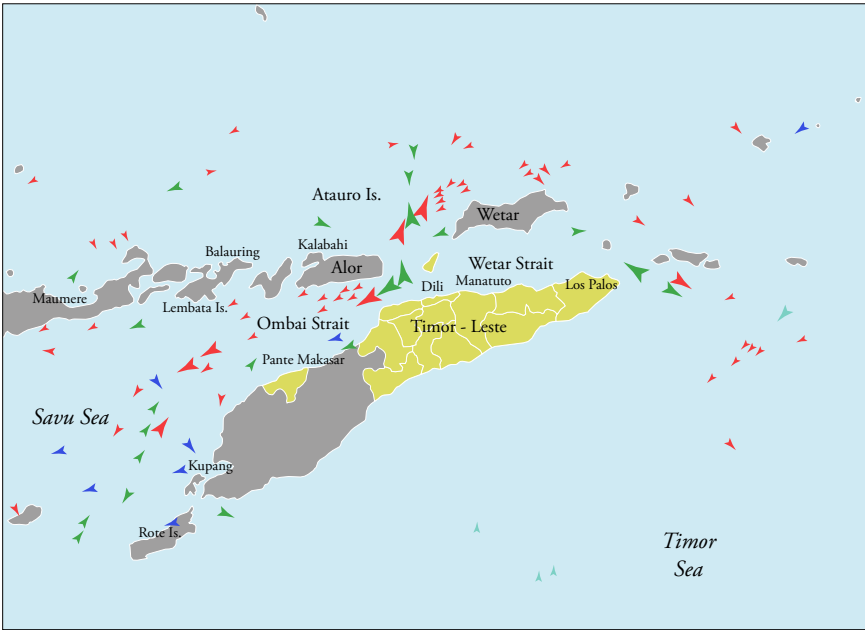 Atauro Is.
Wetar
Balauring
Kalabahi
Alor
Wetar Strait
Maumere
Lembata Is.
Dili
Manatuto
Los Palos
Ombai Strait
Timor - Leste
Pante Makasar
Savu Sea
Kupang
Rote Is.
Timor
Sea